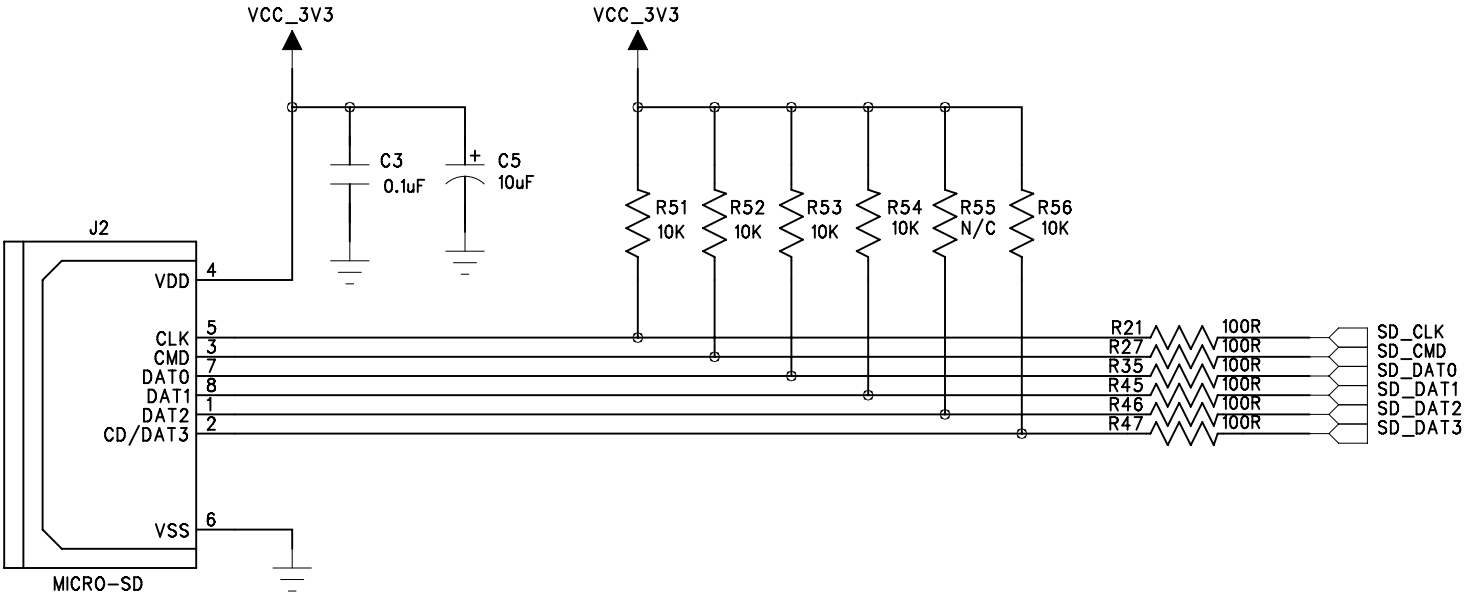 VCC_3V3 VCC_3V3
C3 + C5
0.1uF 10uF
R51 R52 R53 R54 R55 R56
10K 10K 10K 10K N/C 10K
J2
VDD 4
CLK 5 R21 100R SD_CLK
CMD 3 R27 100R SD_CMD
DAT0 7 R35 100R SD_DAT0
DAT1 8 R45 100R SD_DAT1
DAT2 1 R46 100R SD_DAT2
CD/DAT3 2 R47 100R SD_DAT3
VSS 6
MICRO-SD